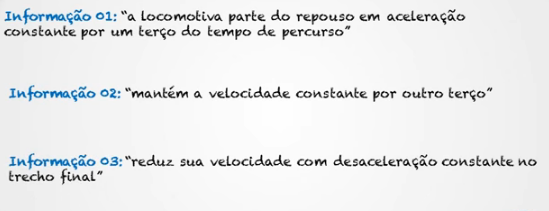 Informação 01: “a locomotiva parte do repouso em aceleração
constante por um terço do tempo de percurso”
Informação 02: “mantém a velocidade constante por outro terço”
Informação 03: “reduz sua velocidade com desaceleração constante no
trecho final”